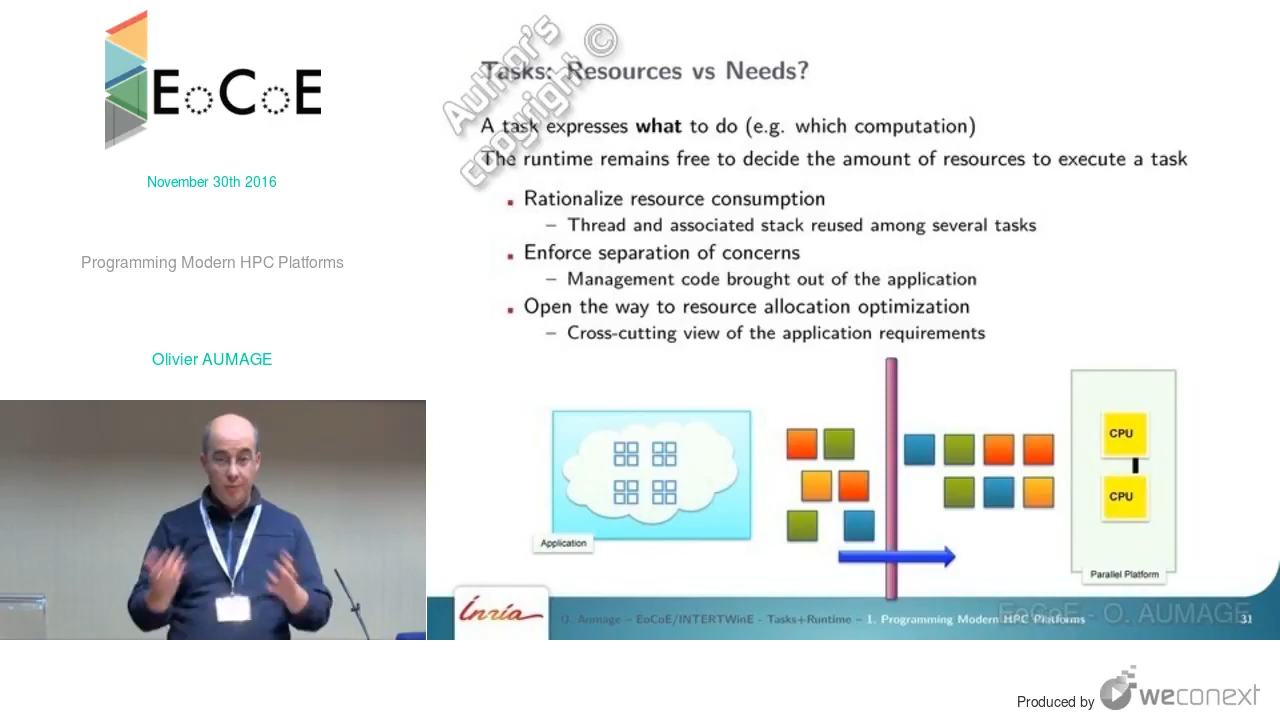 EoCoE
November 30th 2016
Programming Modern HPC Platforms
Olivier AUMAGE
Author's
copyright ©
Tasks: Resources vs Needs?
A task expresses what to do (e.g. which computation)
The runtime remains free to decide the amount of resources to execute a task
Rationalize resource consumption
– Thread and associated stack reused among several tasks
Enforce separation of concerns
– Management code brought out of the application
Open the way to resource allocation optimization
– Cross-cutting view of the application requirements
CPU
CPU
Application
Parallel Platform
Inria
O. Aumage – EoCoE/INTERTWinE - Tasks+Runtime – 1. Programming Modern HPC Platforms
EoCoE - O. AUMAGE
31
Produced by weconext